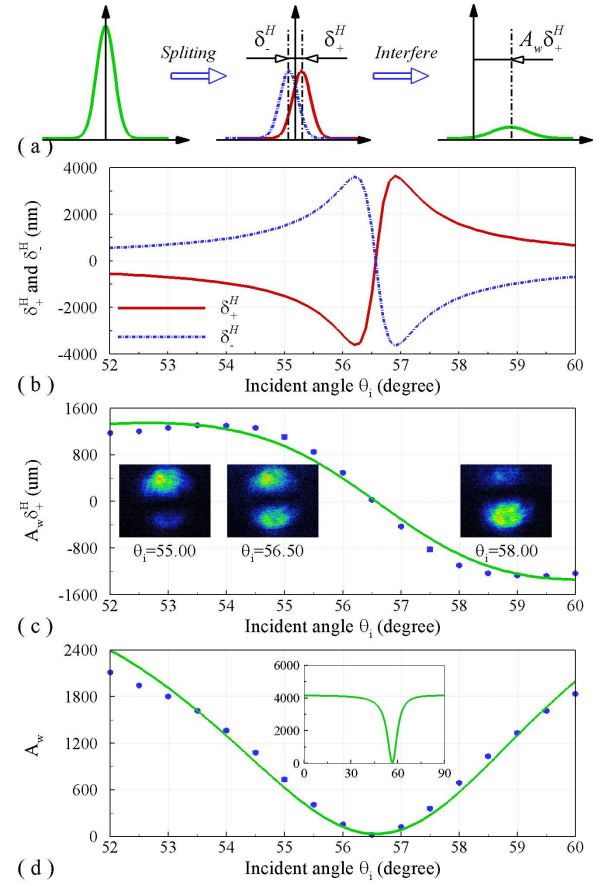 Spliting
δ₋ᴴ δ₊ᴴ
Interfere
A_w δ₊ᴴ
( a )
4000
2000
0
-2000
-4000
δ₊ᴴ and δ₋ᴴ (nm)
δ₊ᴴ
δ₋ᴴ
52 53 54 55 56 57 58 59 60
( b ) Incident angle θᵢ (degree)
1600
800
0
-800
-1600
A_w δ₊ᴴ (um)
θᵢ=55.00 θᵢ=56.50 θᵢ=58.00
52 53 54 55 56 57 58 59 60
( c ) Incident angle θᵢ (degree)
2400
1800
1200
600
0
A_w
6000
4000
2000
0
0 30 60 90
52 53 54 55 56 57 58 59 60
( d ) Incident angle θᵢ (degree)